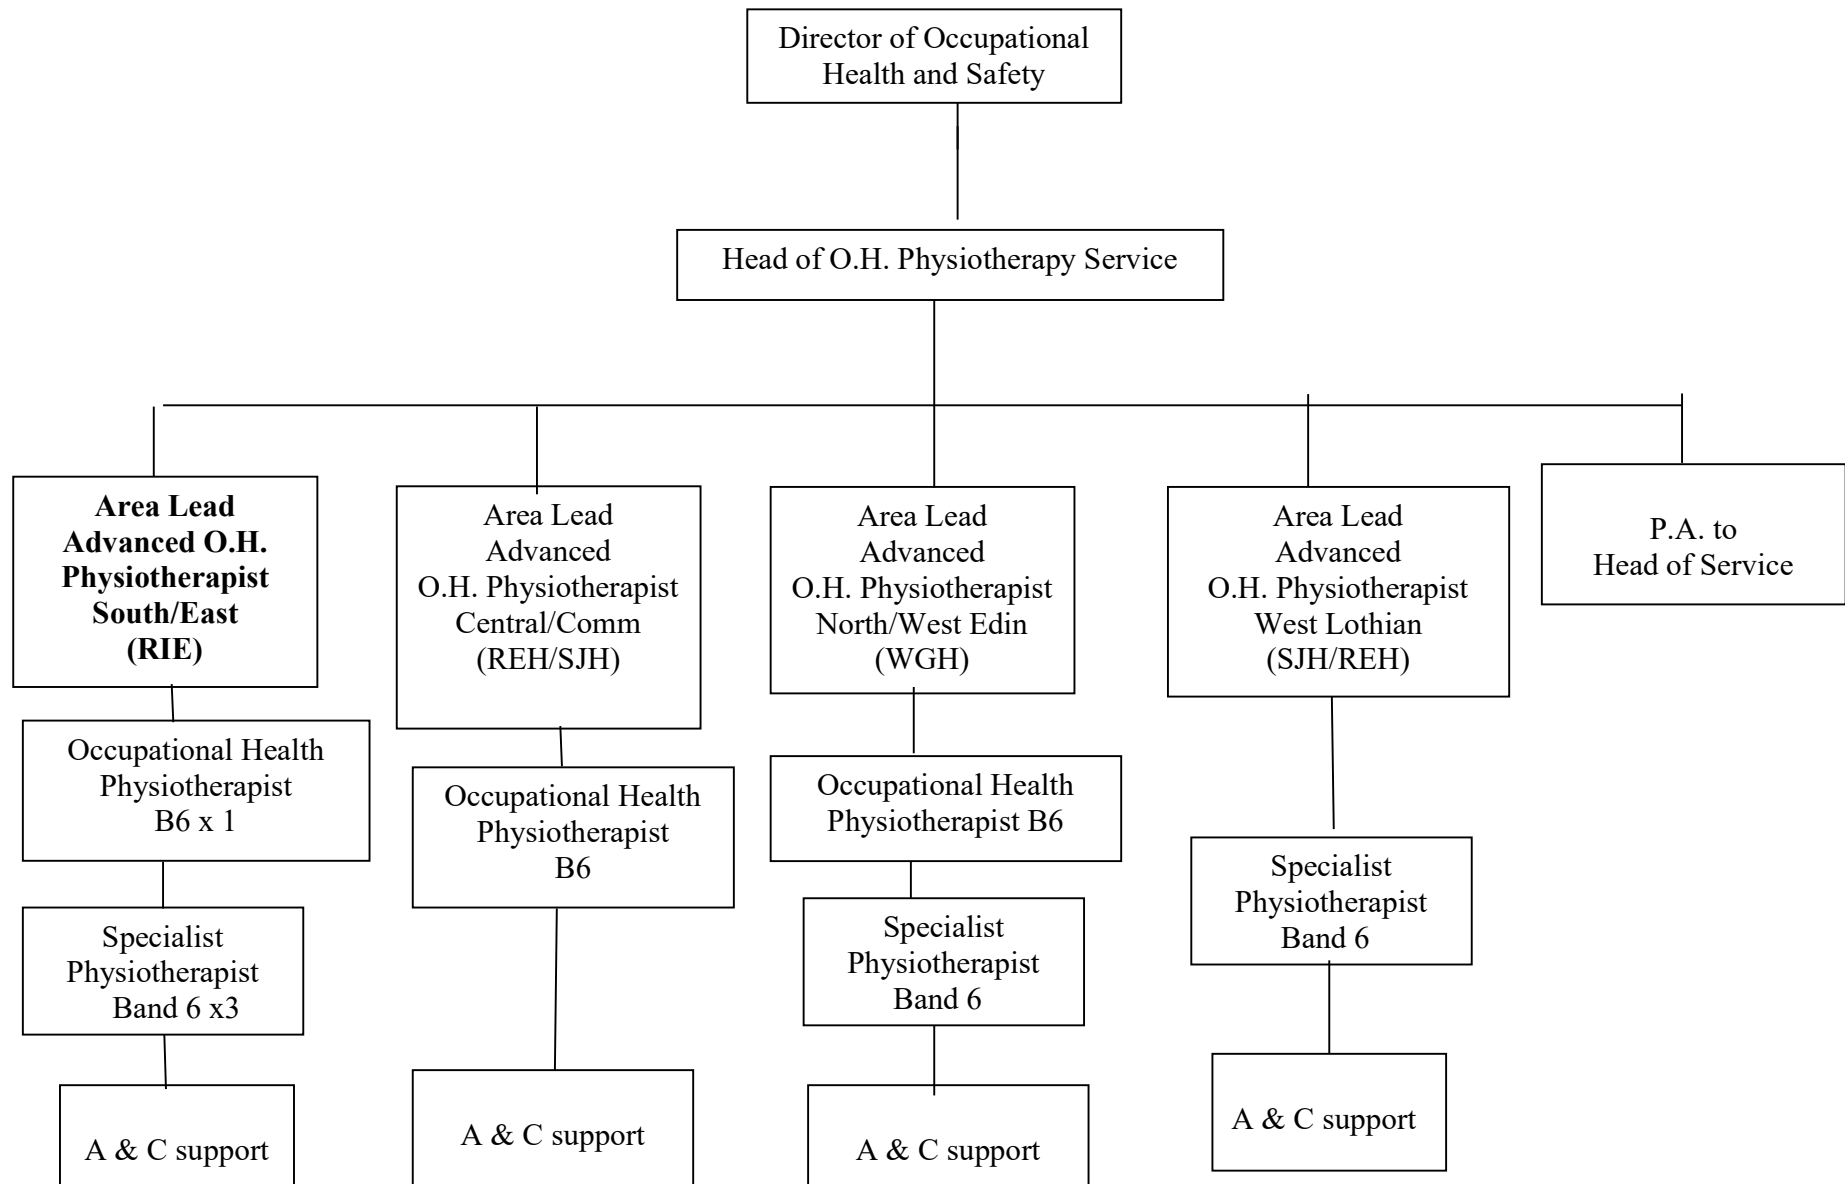 Director of Occupational
Health and Safety
Head of O.H. Physiotherapy Service
Area Lead
Advanced O.H.
Physiotherapist
South/East
(RIE)
Area Lead
Advanced
O.H. Physiotherapist
Central/Comm
(REH/SJH)
Area Lead
Advanced
O.H. Physiotherapist
North/West Edin
(WGH)
Area Lead
Advanced
O.H. Physiotherapist
West Lothian
(SJH/REH)
P.A. to
Head of Service
Occupational Health
Physiotherapist
B6 x 1
Occupational Health
Physiotherapist
B6
Occupational Health
Physiotherapist B6
Specialist
Physiotherapist
Band 6
Specialist
Physiotherapist
Band 6 x3
Specialist
Physiotherapist
Band 6
A & C support
A & C support
A & C support
A & C support